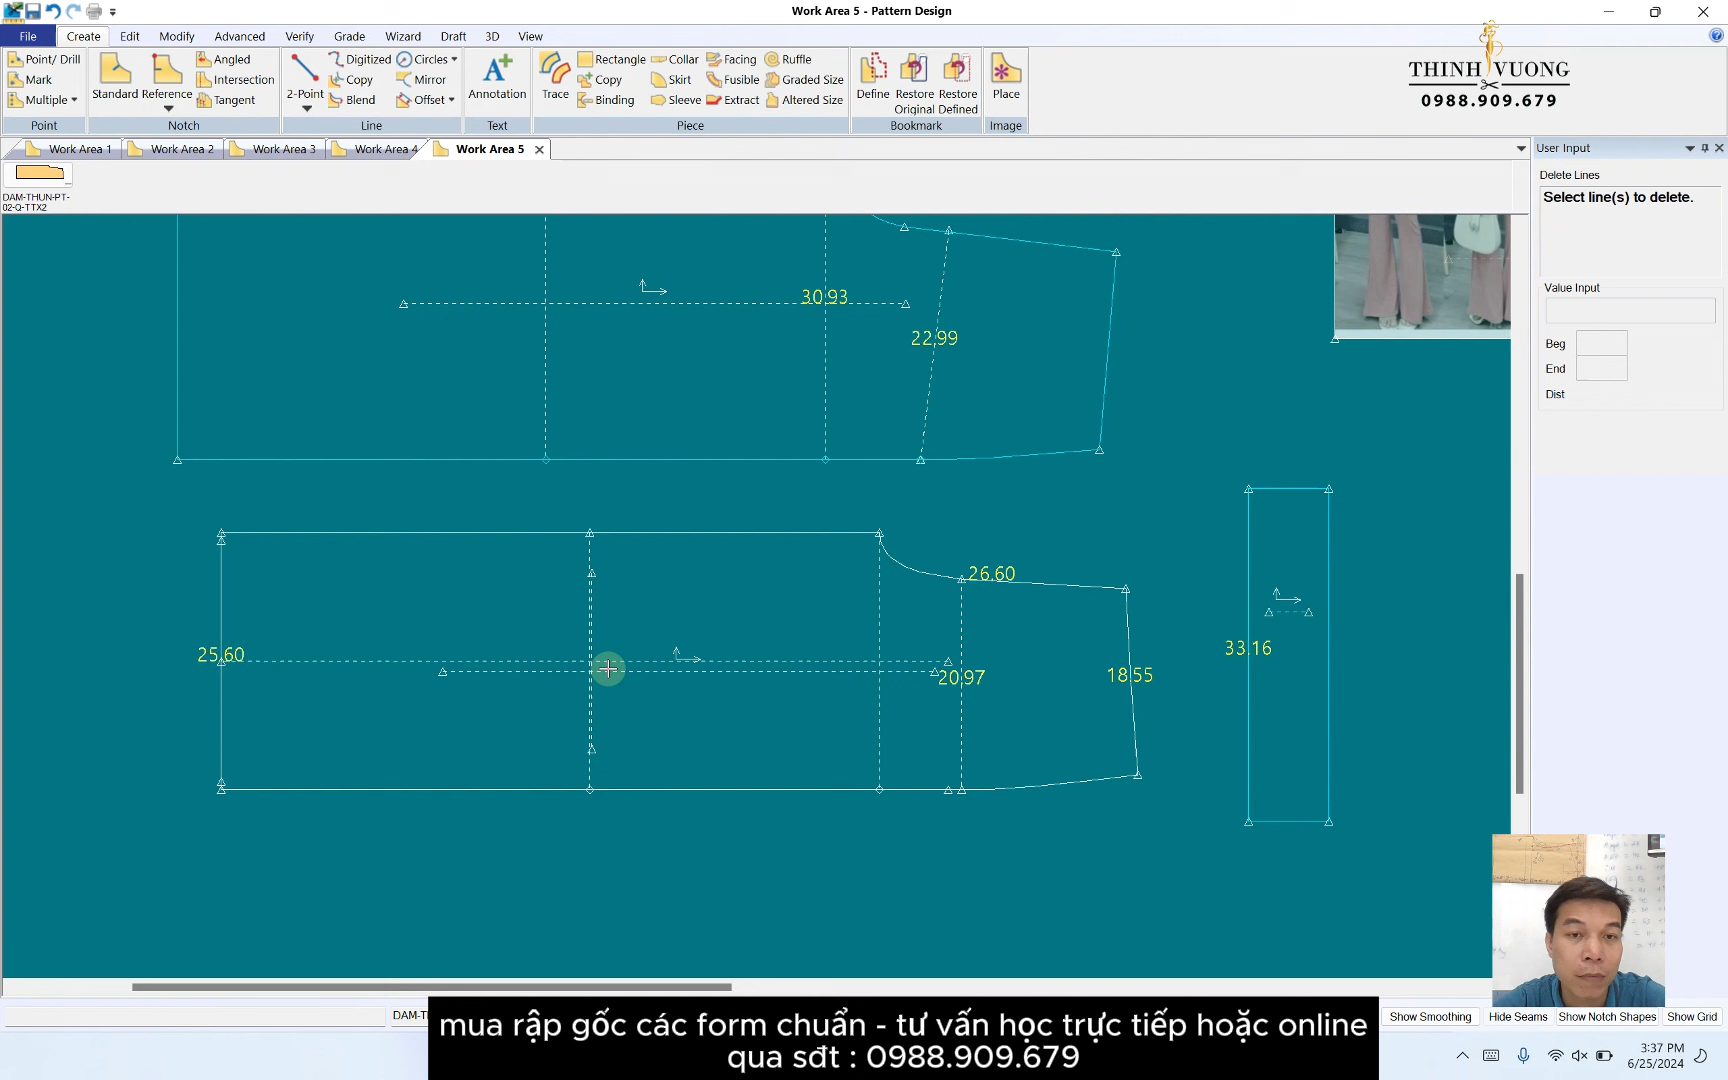 Work Area 5 - Pattern Design
File Create Edit Modify Advanced Verify Grade Wizard Draft 3D View
Point/ Drill
Mark
Multiple
Point
Standard
Reference
Angled
Intersection
Tangent
Notch
2-Point
Digitized
Copy
Blend
Circles
Mirror
Offset
Line
Annotation
Text
Trace
Rectangle
Copy
Binding
Collar
Skirt
Sleeve
Facing
Fusible
Extract
Ruffle
Graded Size
Altered Size
Piece
Define
Restore Original
Restore Defined
Bookmark
Place
Image
THINH VUONG
0988.909.679
Work Area 1
Work Area 2
Work Area 3
Work Area 4
Work Area 5
DAM-THUN-PT-
02-Q-TTX2
User Input
Delete Lines
Select line(s) to delete.
Value Input
Beg
End
Dist
30.93
22.99
26.60
25.60
20.97
18.55
33.16
DAM-TH
mua rập gốc các form chuẩn - tư vấn học trực tiếp hoặc online
qua sđt : 0988.909.679
Show Smoothing Hide Seams Show Notch Shapes Show Grid
3:37 PM
6/25/2024